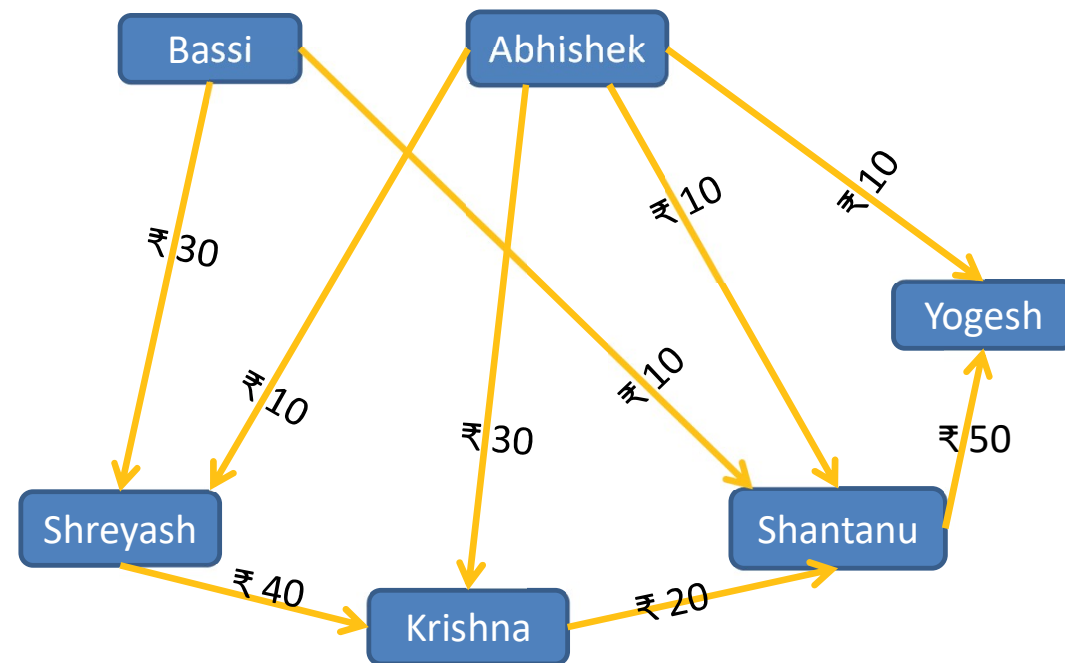 Bassi
Abhishek
₹ 10
₹ 10
₹ 30
Yogesh
₹ 10
₹ 10
₹ 30
₹ 50
Shreyash
Shantanu
₹ 40
₹ 20
Krishna